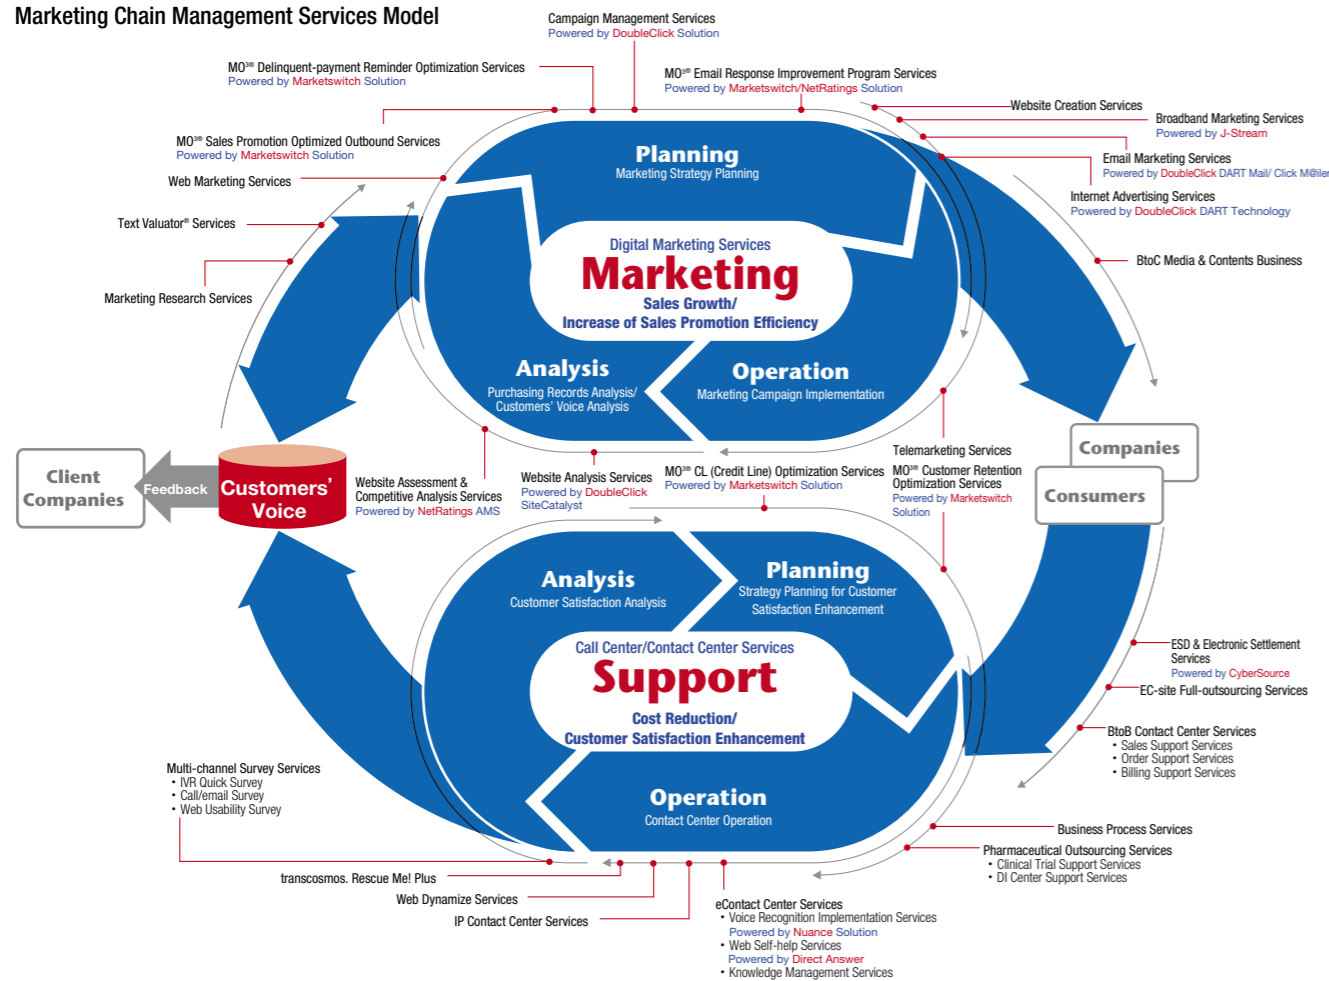 Marketing Chain Management Services Model
Campaign Management Services
Powered by DoubleClick Solution
MO³® Delinquent-payment Reminder Optimization Services
Powered by Marketswitch Solution
MO³® Email Response Improvement Program Services
Powered by Marketswitch/NetRatings Solution
Website Creation Services
Broadband Marketing Services
Powered by J-Stream
MO³® Sales Promotion Optimized Outbound Services
Powered by Marketswitch Solution
Email Marketing Services
Powered by DoubleClick DART Mail/ Click M@iler
Web Marketing Services
Internet Advertising Services
Powered by DoubleClick DART Technology
Text Valuator® Services
BtoC Media & Contents Business
Marketing Research Services
Planning
Marketing Strategy Planning
Digital Marketing Services
Marketing
Sales Growth/
Increase of Sales Promotion Efficiency
Analysis
Purchasing Records Analysis/
Customers' Voice Analysis
Operation
Marketing Campaign Implementation
Client
Companies
Feedback
Customers'
Voice
Website Assessment &
Competitive Analysis Services
Powered by NetRatings AMS
Website Analysis Services
Powered by DoubleClick
SiteCatalyst
MO³® CL (Credit Line) Optimization Services
Powered by Marketswitch Solution
Telemarketing Services
MO³® Customer Retention
Optimization Services
Powered by Marketswitch
Solution
Companies
Consumers
Analysis
Customer Satisfaction Analysis
Planning
Strategy Planning for Customer
Satisfaction Enhancement
Call Center/Contact Center Services
Support
Cost Reduction/
Customer Satisfaction Enhancement
Operation
Contact Center Operation
ESD & Electronic Settlement
Services
Powered by CyberSource
EC-site Full-outsourcing Services
BtoB Contact Center Services
• Sales Support Services
• Order Support Services
• Billing Support Services
Multi-channel Survey Services
• IVR Quick Survey
• Call/email Survey
• Web Usability Survey
Business Process Services
Pharmaceutical Outsourcing Services
• Clinical Trial Support Services
• DI Center Support Services
transcosmos. Rescue Me! Plus
Web Dynamize Services
IP Contact Center Services
eContact Center Services
• Voice Recognition Implementation Services
Powered by Nuance Solution
• Web Self-help Services
Powered by Direct Answer
• Knowledge Management Services